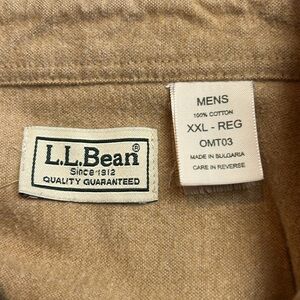 L.L.Bean®
Since 1912
QUALITY GUARANTEED
MENS
100% COTTON
XXL - REG
OMT03
MADE IN BULGARIA
CARE IN REVERSE